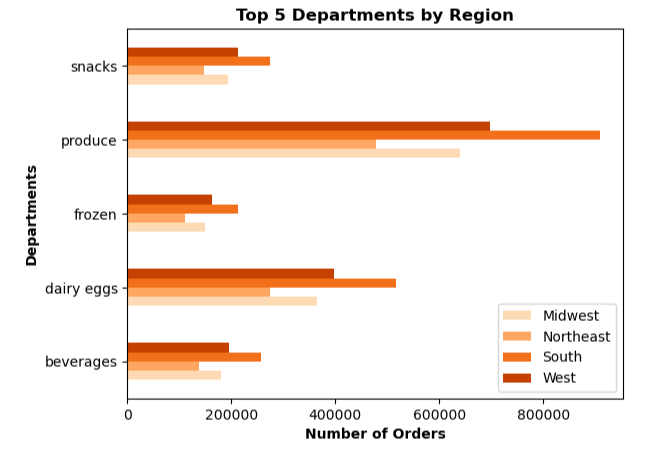 Top 5 Departments by Region
Departments
snacks
produce
frozen
dairy eggs
beverages
Midwest
Northeast
South
West
0 200000 400000 600000 800000
Number of Orders